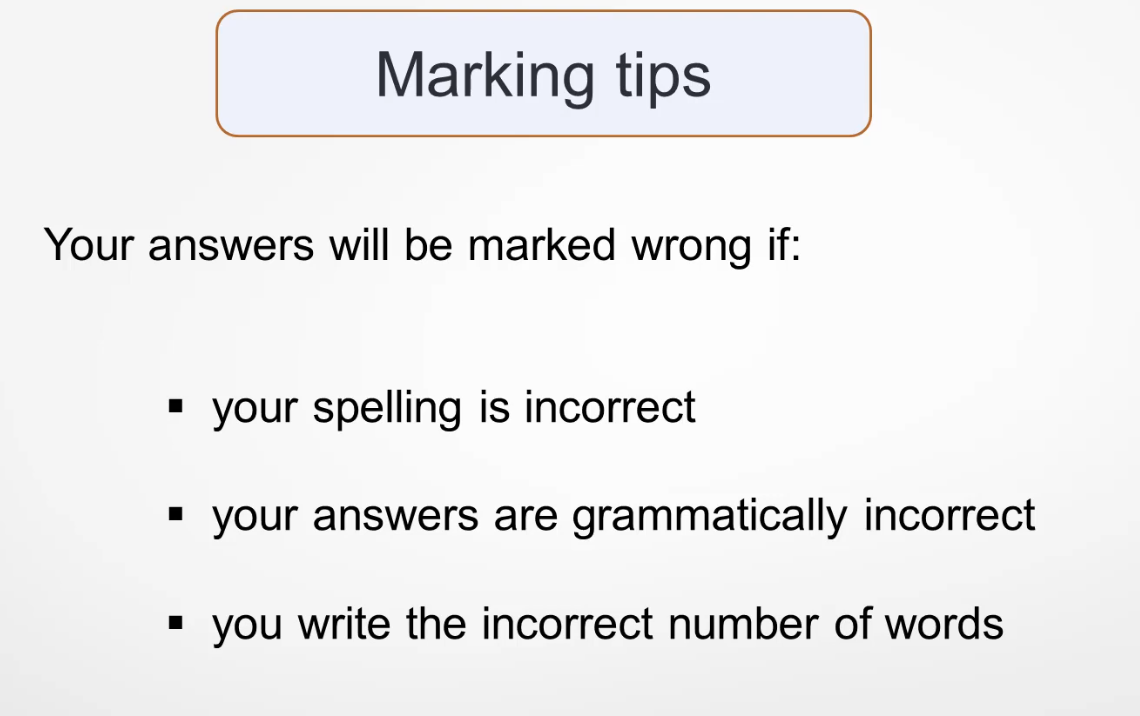 Marking tips
Your answers will be marked wrong if:
▪ your spelling is incorrect
▪ your answers are grammatically incorrect
▪ you write the incorrect number of words